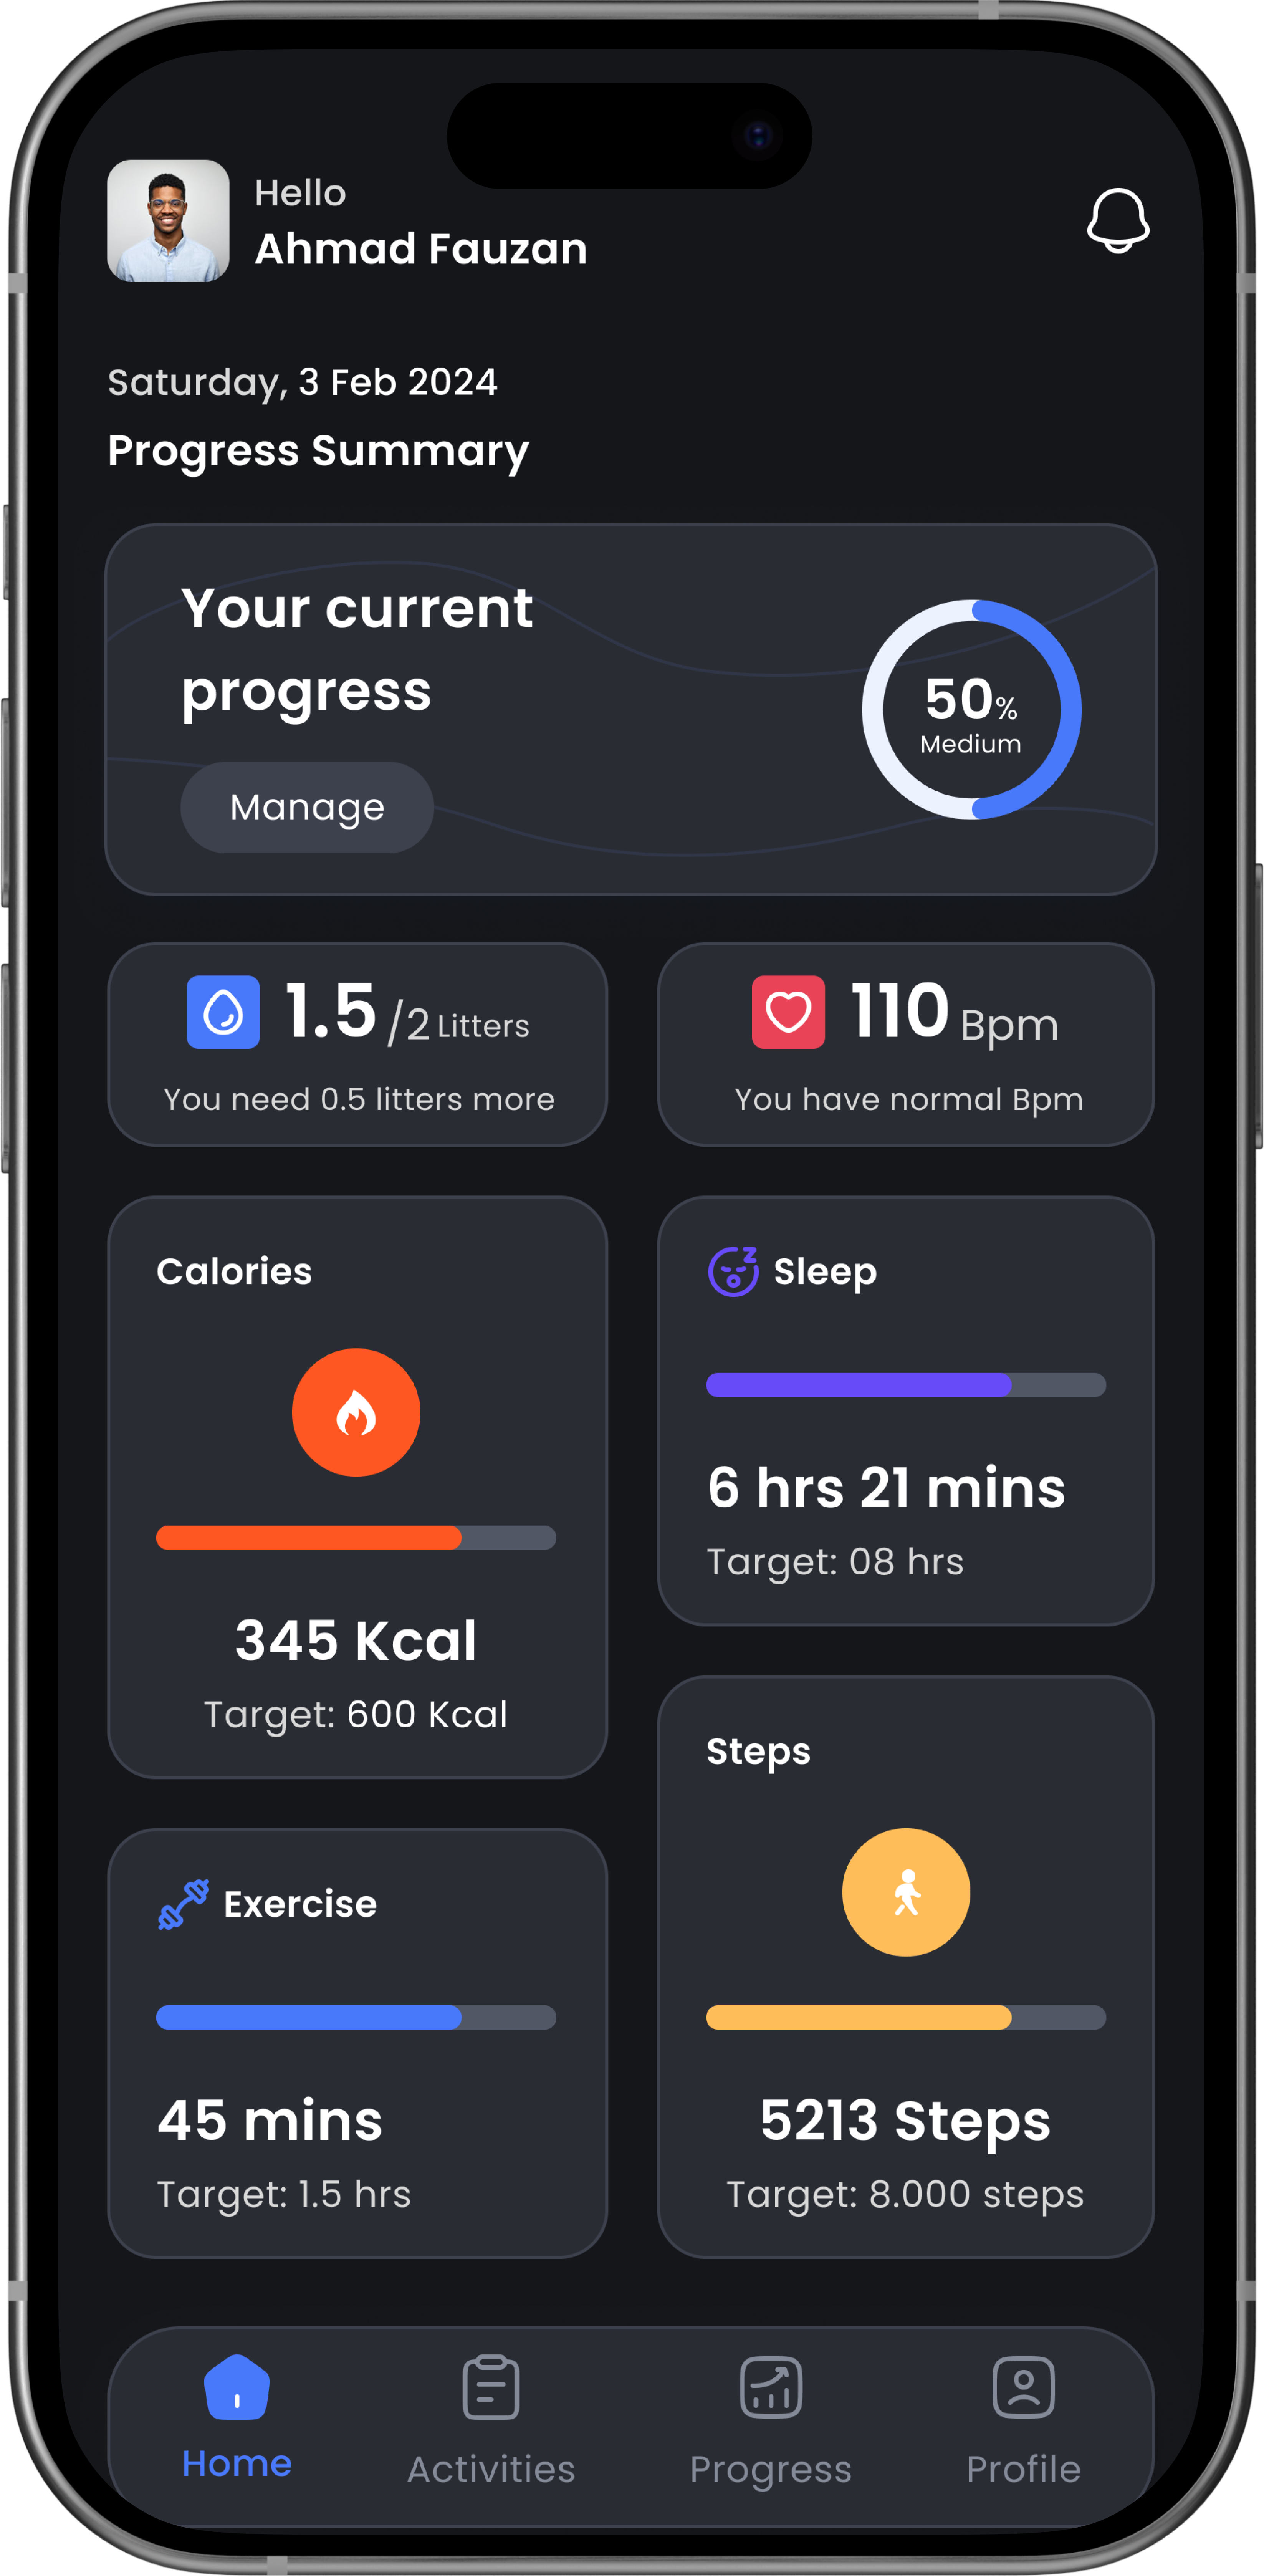 Hello
Ahmad Fauzan
Saturday, 3 Feb 2024
Progress Summary
Your current
progress
50%
Medium
Manage
1.5 /2 Litters
You need 0.5 litters more
110 Bpm
You have normal Bpm
Calories
345 Kcal
Target: 600 Kcal
Sleep
6 hrs 21 mins
Target: 08 hrs
Exercise
45 mins
Target: 1.5 hrs
Steps
5213 Steps
Target: 8.000 steps
Home
Activities
Progress
Profile